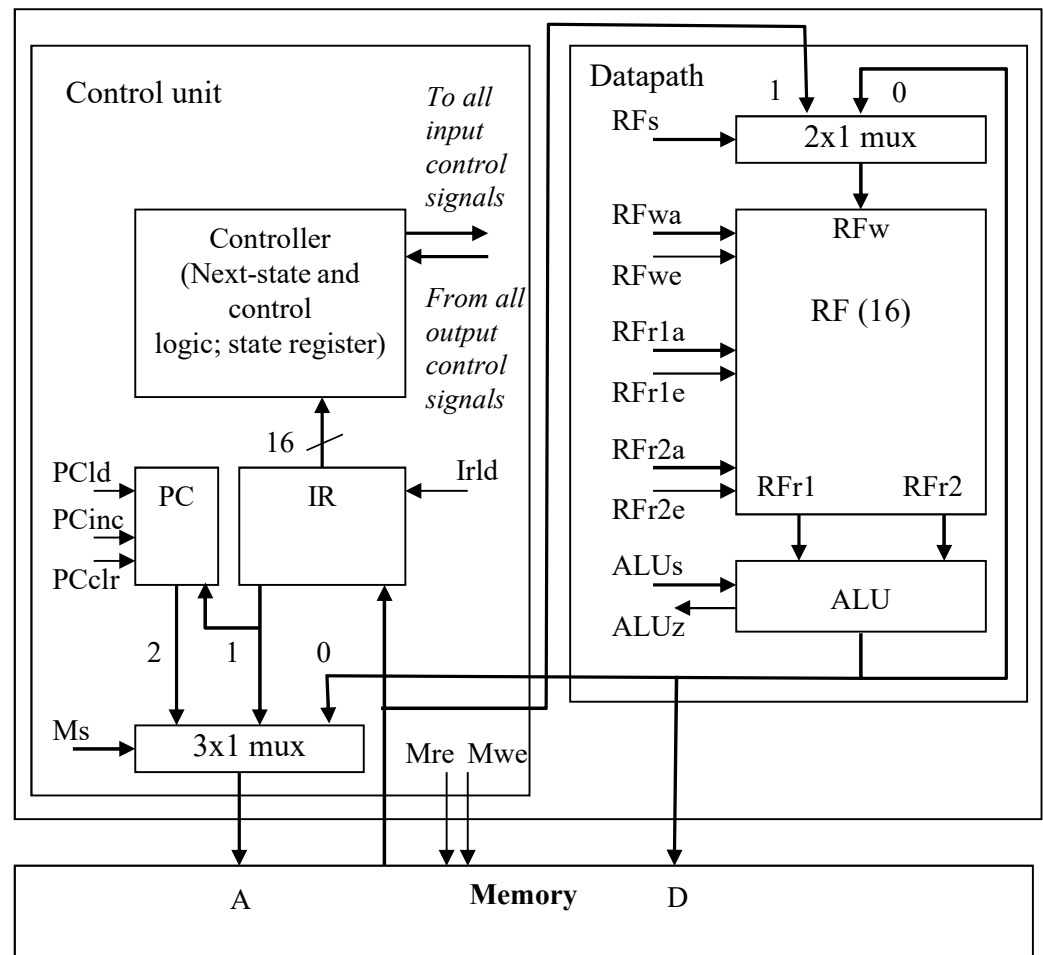 Control unit
To all
input
control
signals
Controller
(Next-state and
control
logic; state register)
From all
output
control
signals
16
PCld
PCinc
PCclr
PC
IR
Irld
2
1
0
Ms
3x1 mux
Mre
Mwe
Datapath
1
0
RFs
2x1 mux
RFwa
RFwe
RFw
RF (16)
RFr1a
RFr1e
RFr2a
RFr2e
RFr1
RFr2
ALUs
ALUz
ALU
A
Memory
D